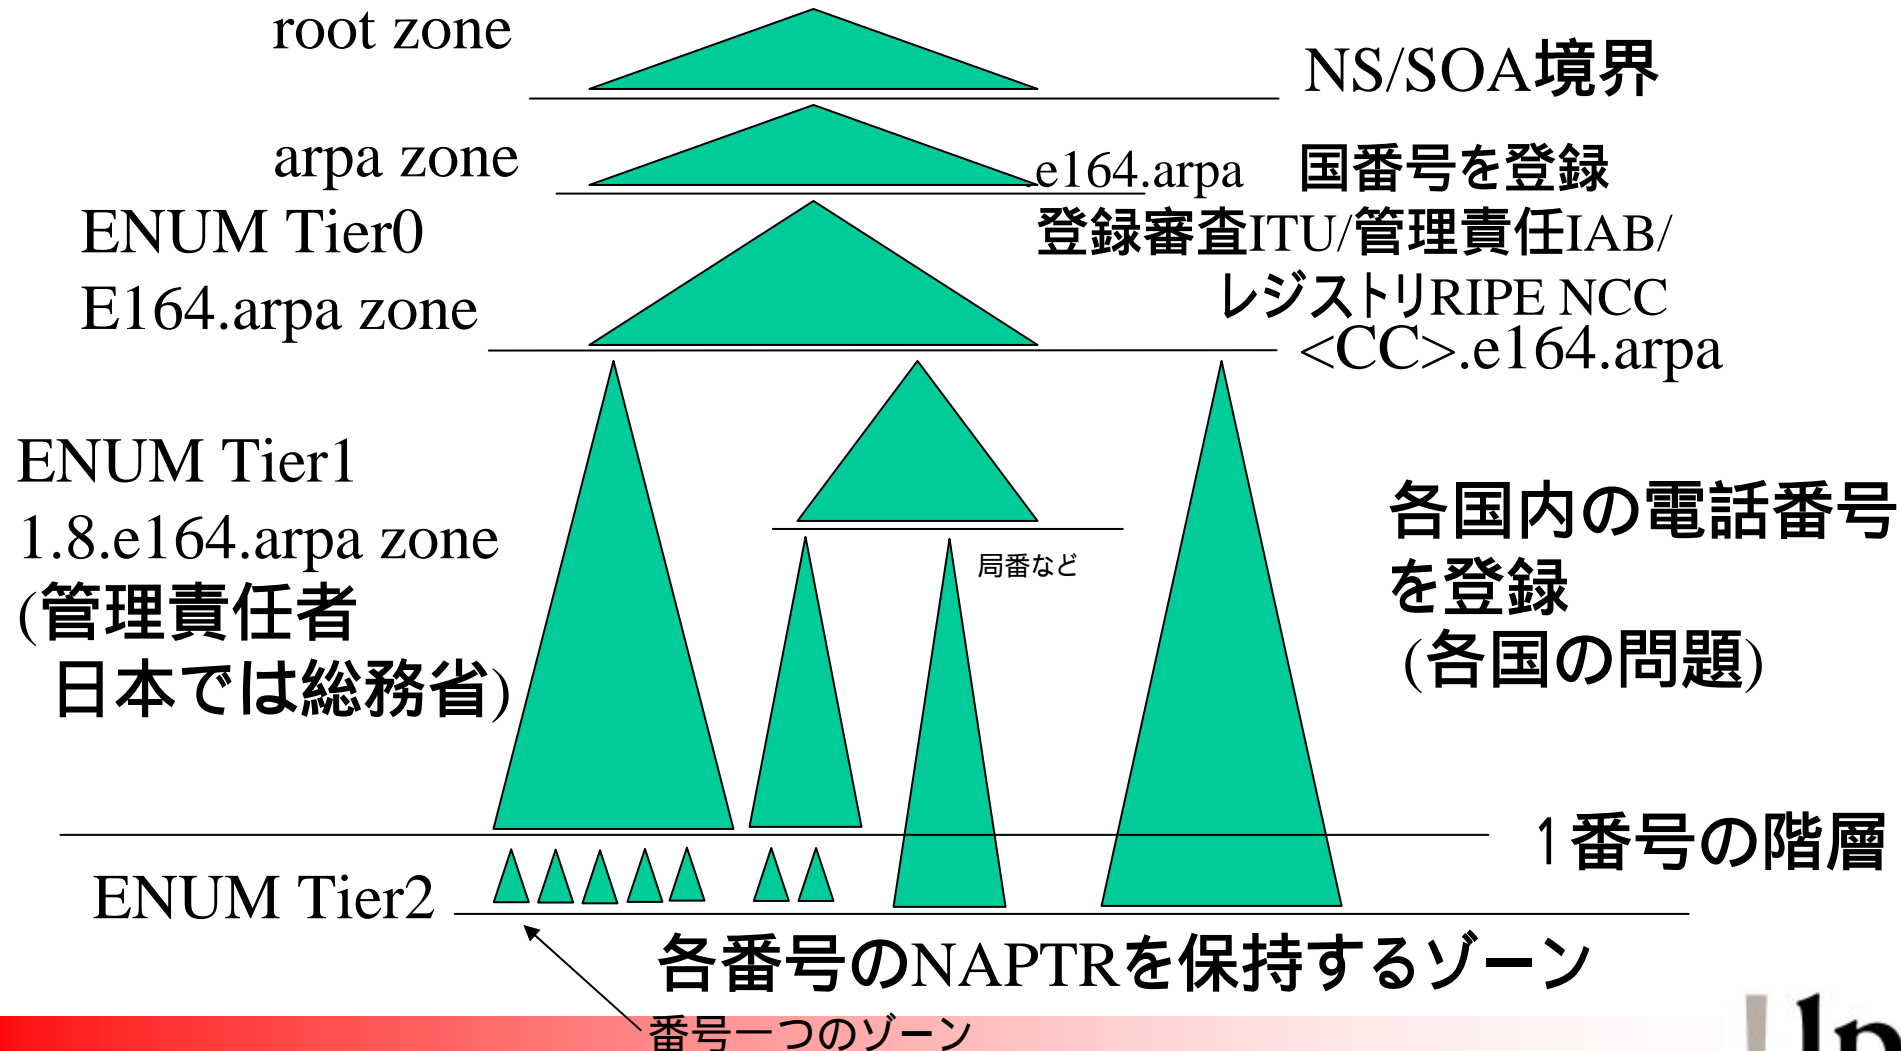 root zone
NS/SOA境界
arpa zone
.e164.arpa 国番号を登録
ENUM Tier0
E164.arpa zone
登録審査ITU/管理責任IAB/
レジストリRIPE NCC
<CC>.e164.arpa
ENUM Tier1
1.8.e164.arpa zone
(管理責任者
日本では総務省)
局番など
各国内の電話番号
を登録
(各国の問題)
1番号の階層
ENUM Tier2
各番号のNAPTRを保持するゾーン
番号一つのゾーン